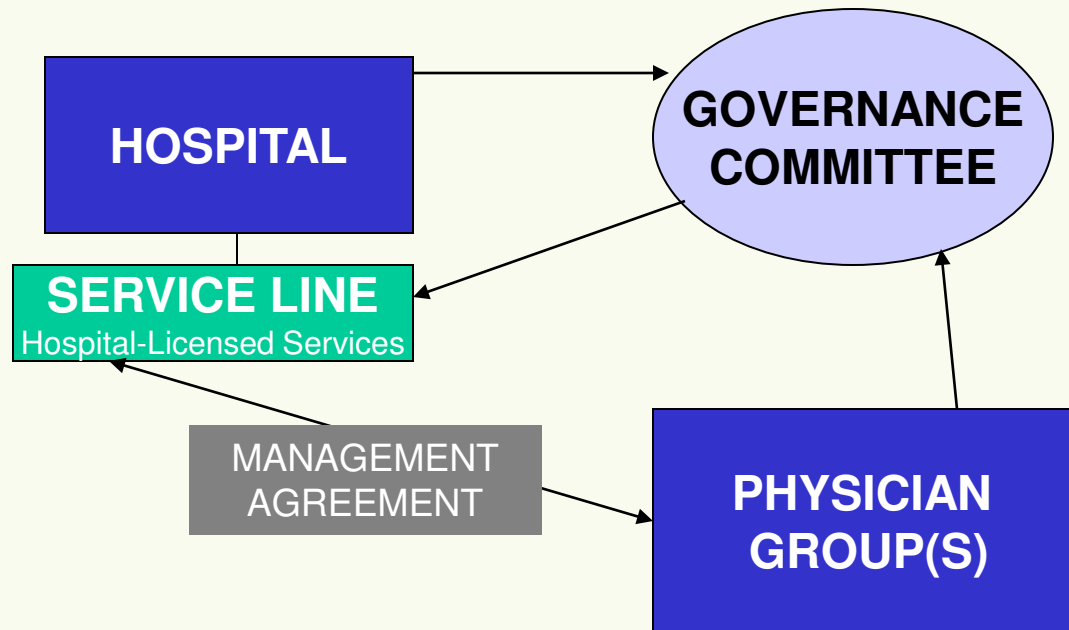 HOSPITAL
GOVERNANCE
COMMITTEE
SERVICE LINE
Hospital-Licensed Services
MANAGEMENT
AGREEMENT
PHYSICIAN
GROUP(S)